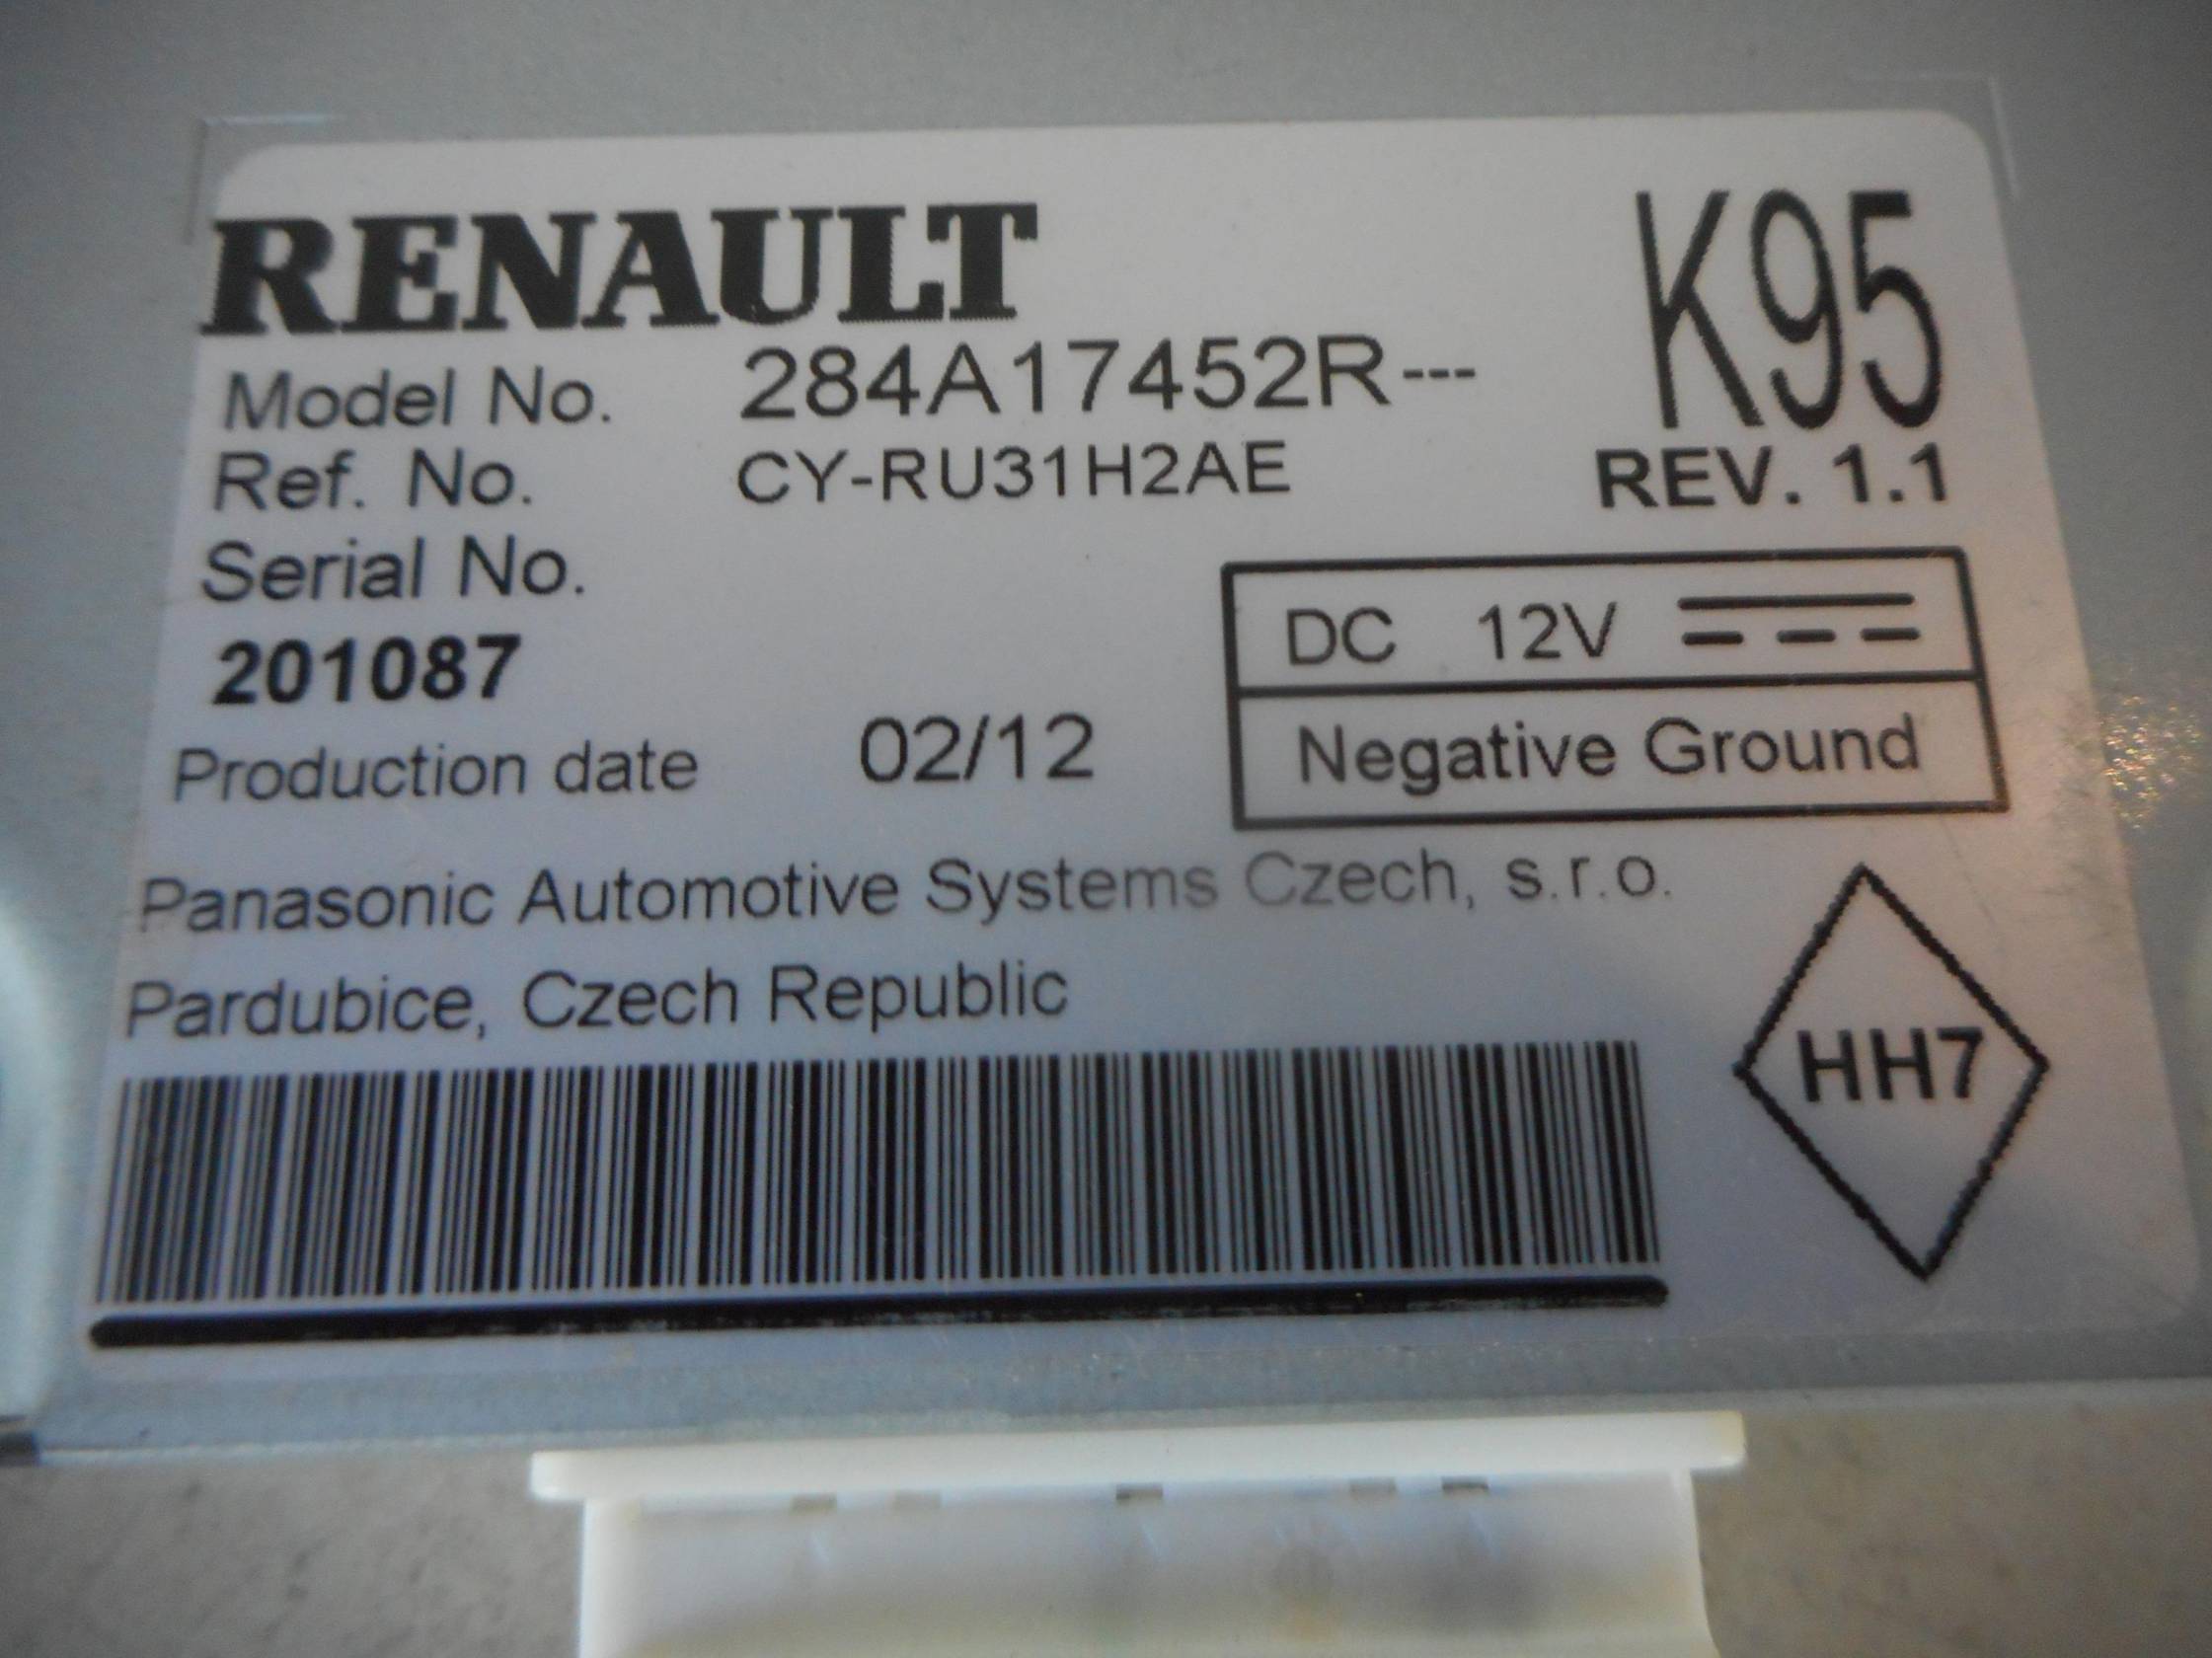 RENAULT
K95
Model No. 284A17452R---
Ref. No. CY-RU31H2AE
REV. 1.1
Serial No.
201087
DC 12V
Negative Ground
Production date 02/12
Panasonic Automotive Systems Czech, s.r.o.
Pardubice, Czech Republic
HH7